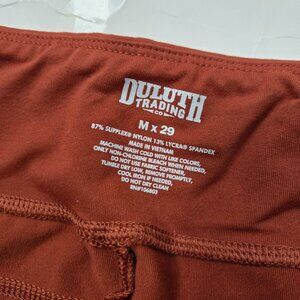 DULUTH
TRADING
CO
M x 29
87% SUPPLEX® NYLON 13% LYCRA® SPANDEX
MADE IN VIETNAM
MACHINE WASH COLD WITH LIKE COLORS,
ONLY NON-CHLORINE BLEACH WHEN NEEDED,
DO NOT USE FABRIC SOFTENER,
TUMBLE DRY LOW, REMOVE PROMPTLY,
COOL IRON IF NEEDED,
DO NOT DRY CLEAN
RN#106803